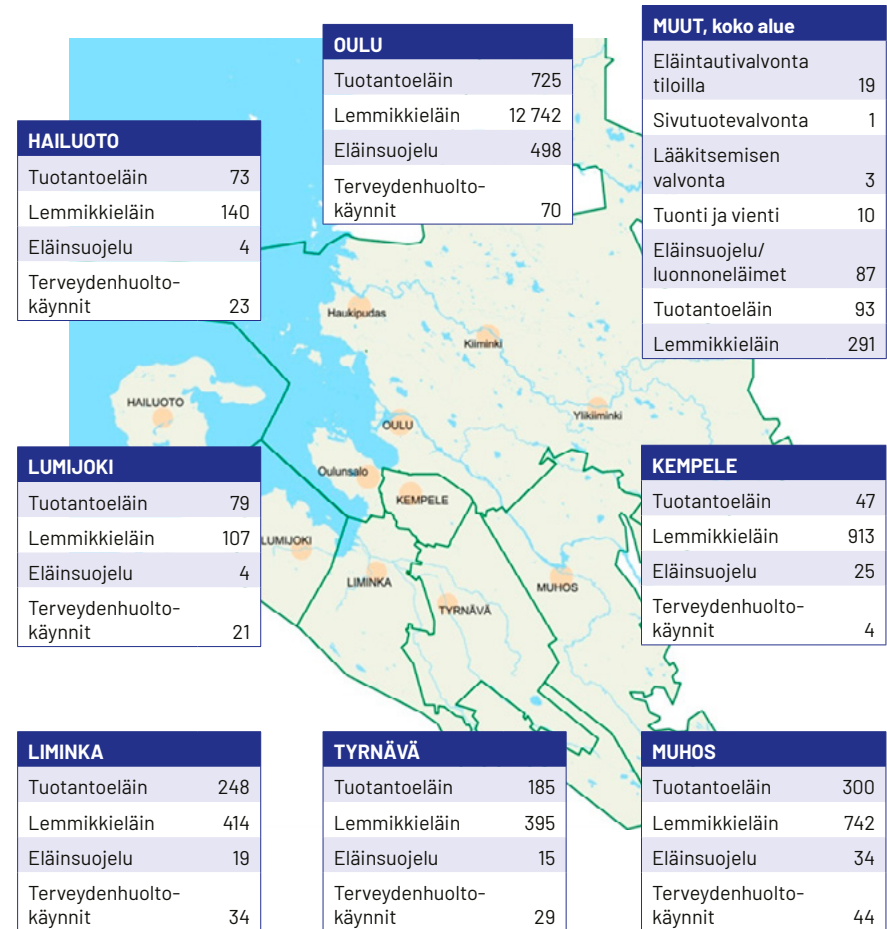 OULU
Tuotantoeläin 725
Lemmikkieläin 12 742
Eläinsuojelu 498
Terveydenhuolto-
käynnit 70
MUUT, koko alue
Eläintautivalvonta
tiloilla 19
Sivutuotevalvonta 1
Lääkitsemisen
valvonta 3
Tuonti ja vienti 10
Eläinsuojelu/
luonnoneläimet 87
Tuotantoeläin 93
Lemmikkieläin 291
HAILUOTO
Tuotantoeläin 73
Lemmikkieläin 140
Eläinsuojelu 4
Terveydenhuolto-
käynnit 23
Haukipudas
Kiiminki
HAILUOTO
Ylikiiminki
OULU
Oulunsalo
KEMPELE
LUMIJOKI
LIMINKA
TYRNÄVÄ
MUHOS
LUMIJOKI
Tuotantoeläin 79
Lemmikkieläin 107
Eläinsuojelu 4
Terveydenhuolto-
käynnit 21
KEMPELE
Tuotantoeläin 47
Lemmikkieläin 913
Eläinsuojelu 25
Terveydenhuolto-
käynnit 4
LIMINKA
Tuotantoeläin 248
Lemmikkieläin 414
Eläinsuojelu 19
Terveydenhuolto-
käynnit 34
TYRNÄVÄ
Tuotantoeläin 185
Lemmikkieläin 395
Eläinsuojelu 15
Terveydenhuolto-
käynnit 29
MUHOS
Tuotantoeläin 300
Lemmikkieläin 742
Eläinsuojelu 34
Terveydenhuolto-
käynnit 44